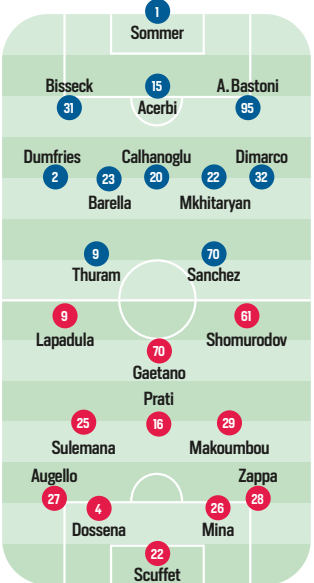 1
Sommer
Bisseck 15 A. Bastoni
31 Acerbi 95
Dumfries Calhanoglu Dimarco
2 23 20 22 32
Barella Mkhitaryan
9 70
Thuram Sanchez
9 61
Lapadula Shomurodov
70
Gaetano
Prati
25 16 29
Sulemana Makoumbou
Augello Zappa
27 4 26 28
Dossena Mina
22
Scuffet